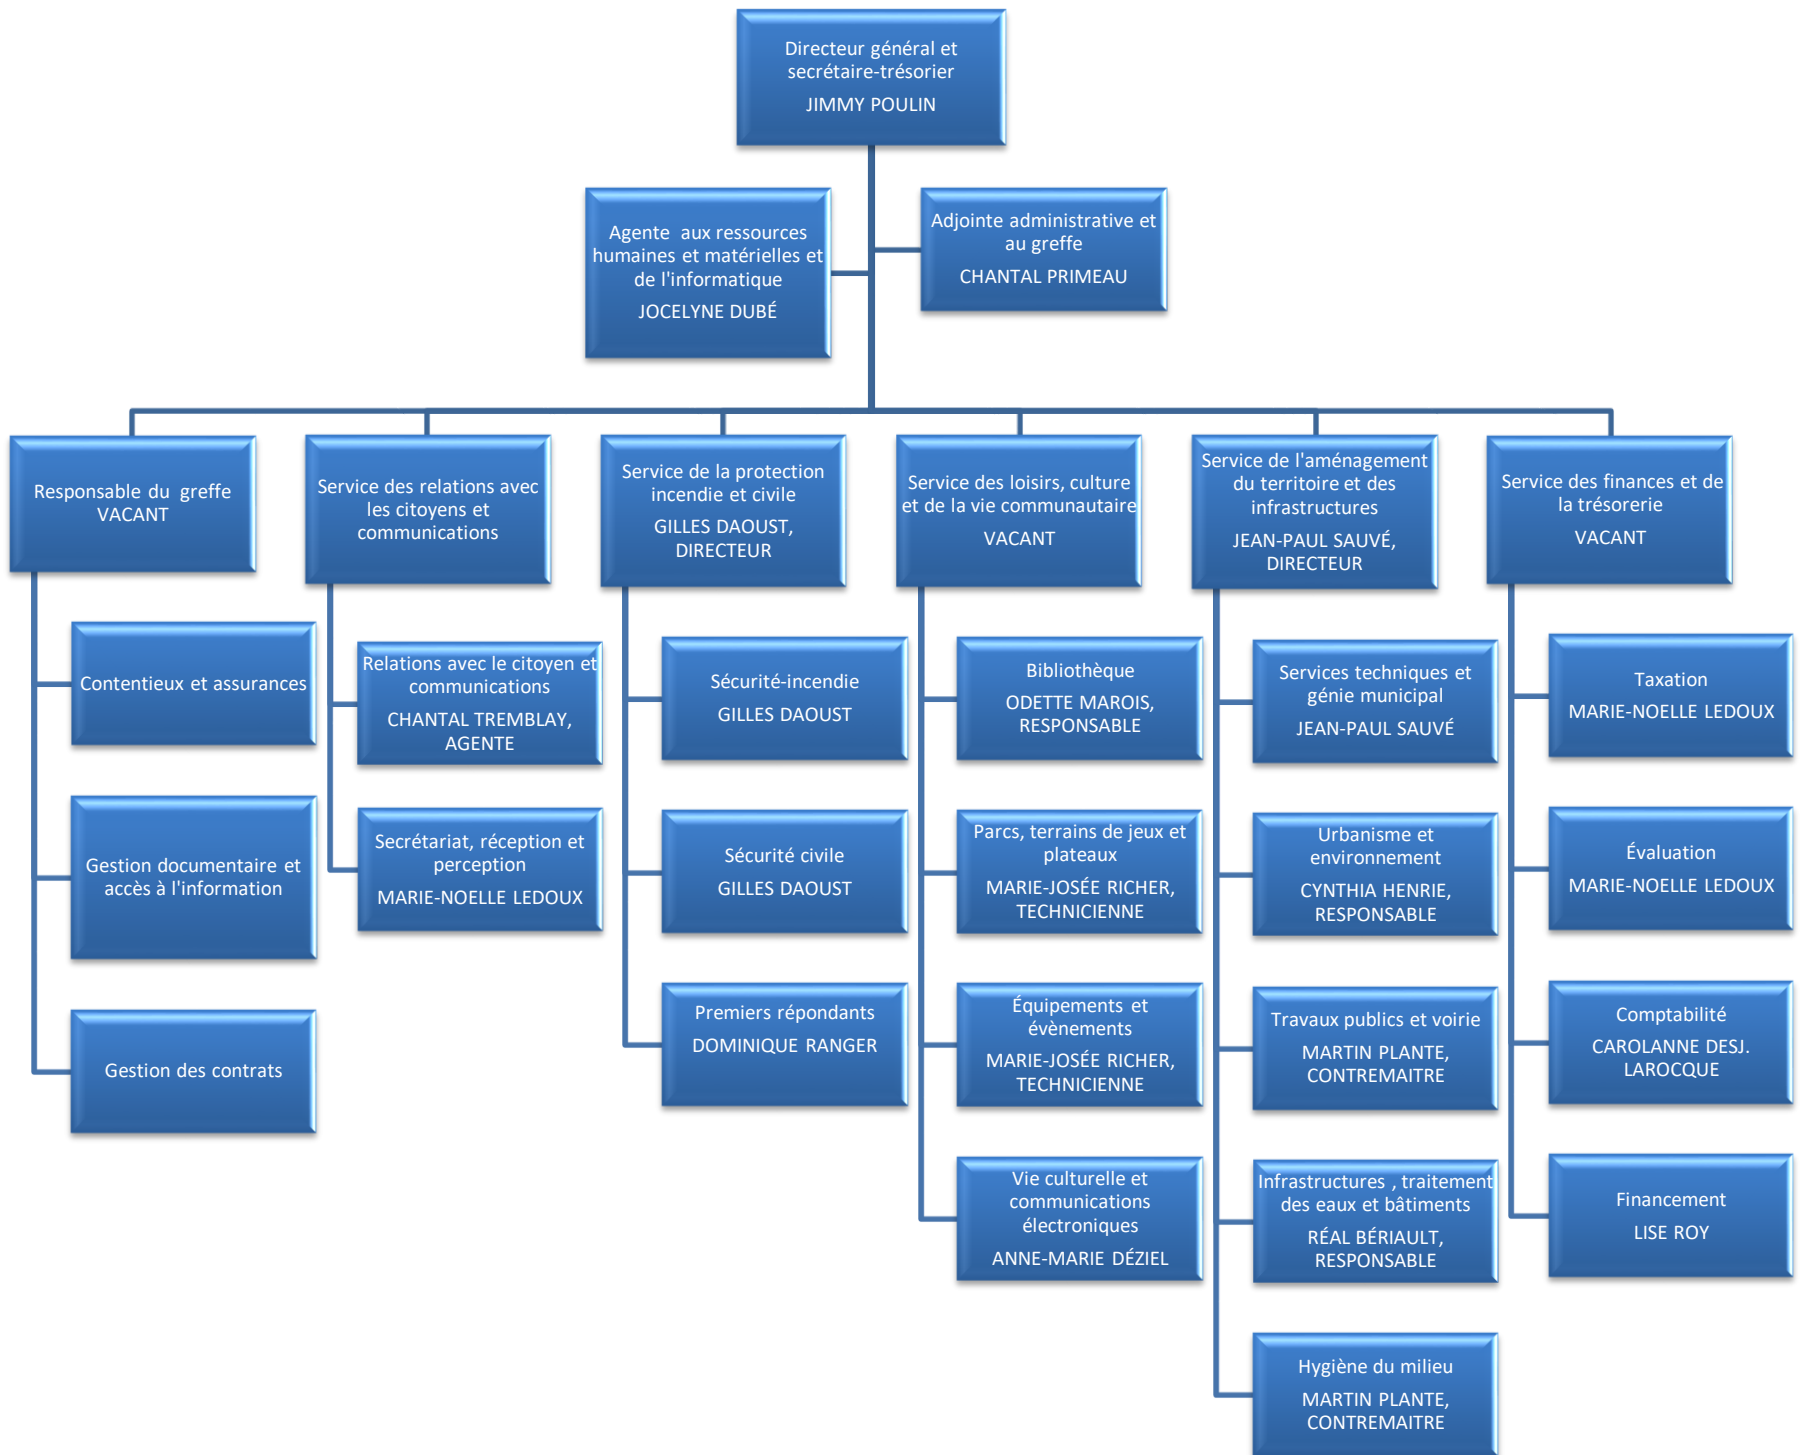 Directeur général et
secrétaire-trésorier
JIMMY POULIN
Agente aux ressources
humaines et matérielles et
de l'informatique
JOCELYNE DUBÉ
Adjointe administrative et
au greffe
CHANTAL PRIMEAU
Responsable du greffe
VACANT
Contentieux et assurances
Gestion documentaire et
accès à l'information
Gestion des contrats
Service des relations avec
les citoyens et
communications
Relations avec le citoyen et
communications
CHANTAL TREMBLAY,
AGENTE
Secrétariat, réception et
perception
MARIE-NOELLE LEDOUX
Service de la protection
incendie et civile
GILLES DAOUST,
DIRECTEUR
Sécurité-incendie
GILLES DAOUST
Sécurité civile
GILLES DAOUST
Premiers répondants
DOMINIQUE RANGER
Service des loisirs, culture
et de la vie communautaire
VACANT
Bibliothèque
ODETTE MAROIS,
RESPONSABLE
Parcs, terrains de jeux et
plateaux
MARIE-JOSÉE RICHER,
TECHNICIENNE
Équipements et
évènements
MARIE-JOSÉE RICHER,
TECHNICIENNE
Vie culturelle et
communications
électroniques
ANNE-MARIE DÉZIEL
Service de l'aménagement
du territoire et des
infrastructures
JEAN-PAUL SAUVÉ,
DIRECTEUR
Services techniques et
génie municipal
JEAN-PAUL SAUVÉ
Urbanisme et
environnement
CYNTHIA HENRIE,
RESPONSABLE
Travaux publics et voirie
MARTIN PLANTE,
CONTREMAITRE
Infrastructures , traitement
des eaux et bâtiments
RÉAL BÉRIAULT,
RESPONSABLE
Hygiène du milieu
MARTIN PLANTE,
CONTREMAITRE
Service des finances et de
la trésorerie
VACANT
Taxation
MARIE-NOELLE LEDOUX
Évaluation
MARIE-NOELLE LEDOUX
Comptabilité
CAROLANNE DESJ.
LAROCQUE
Financement
LISE ROY